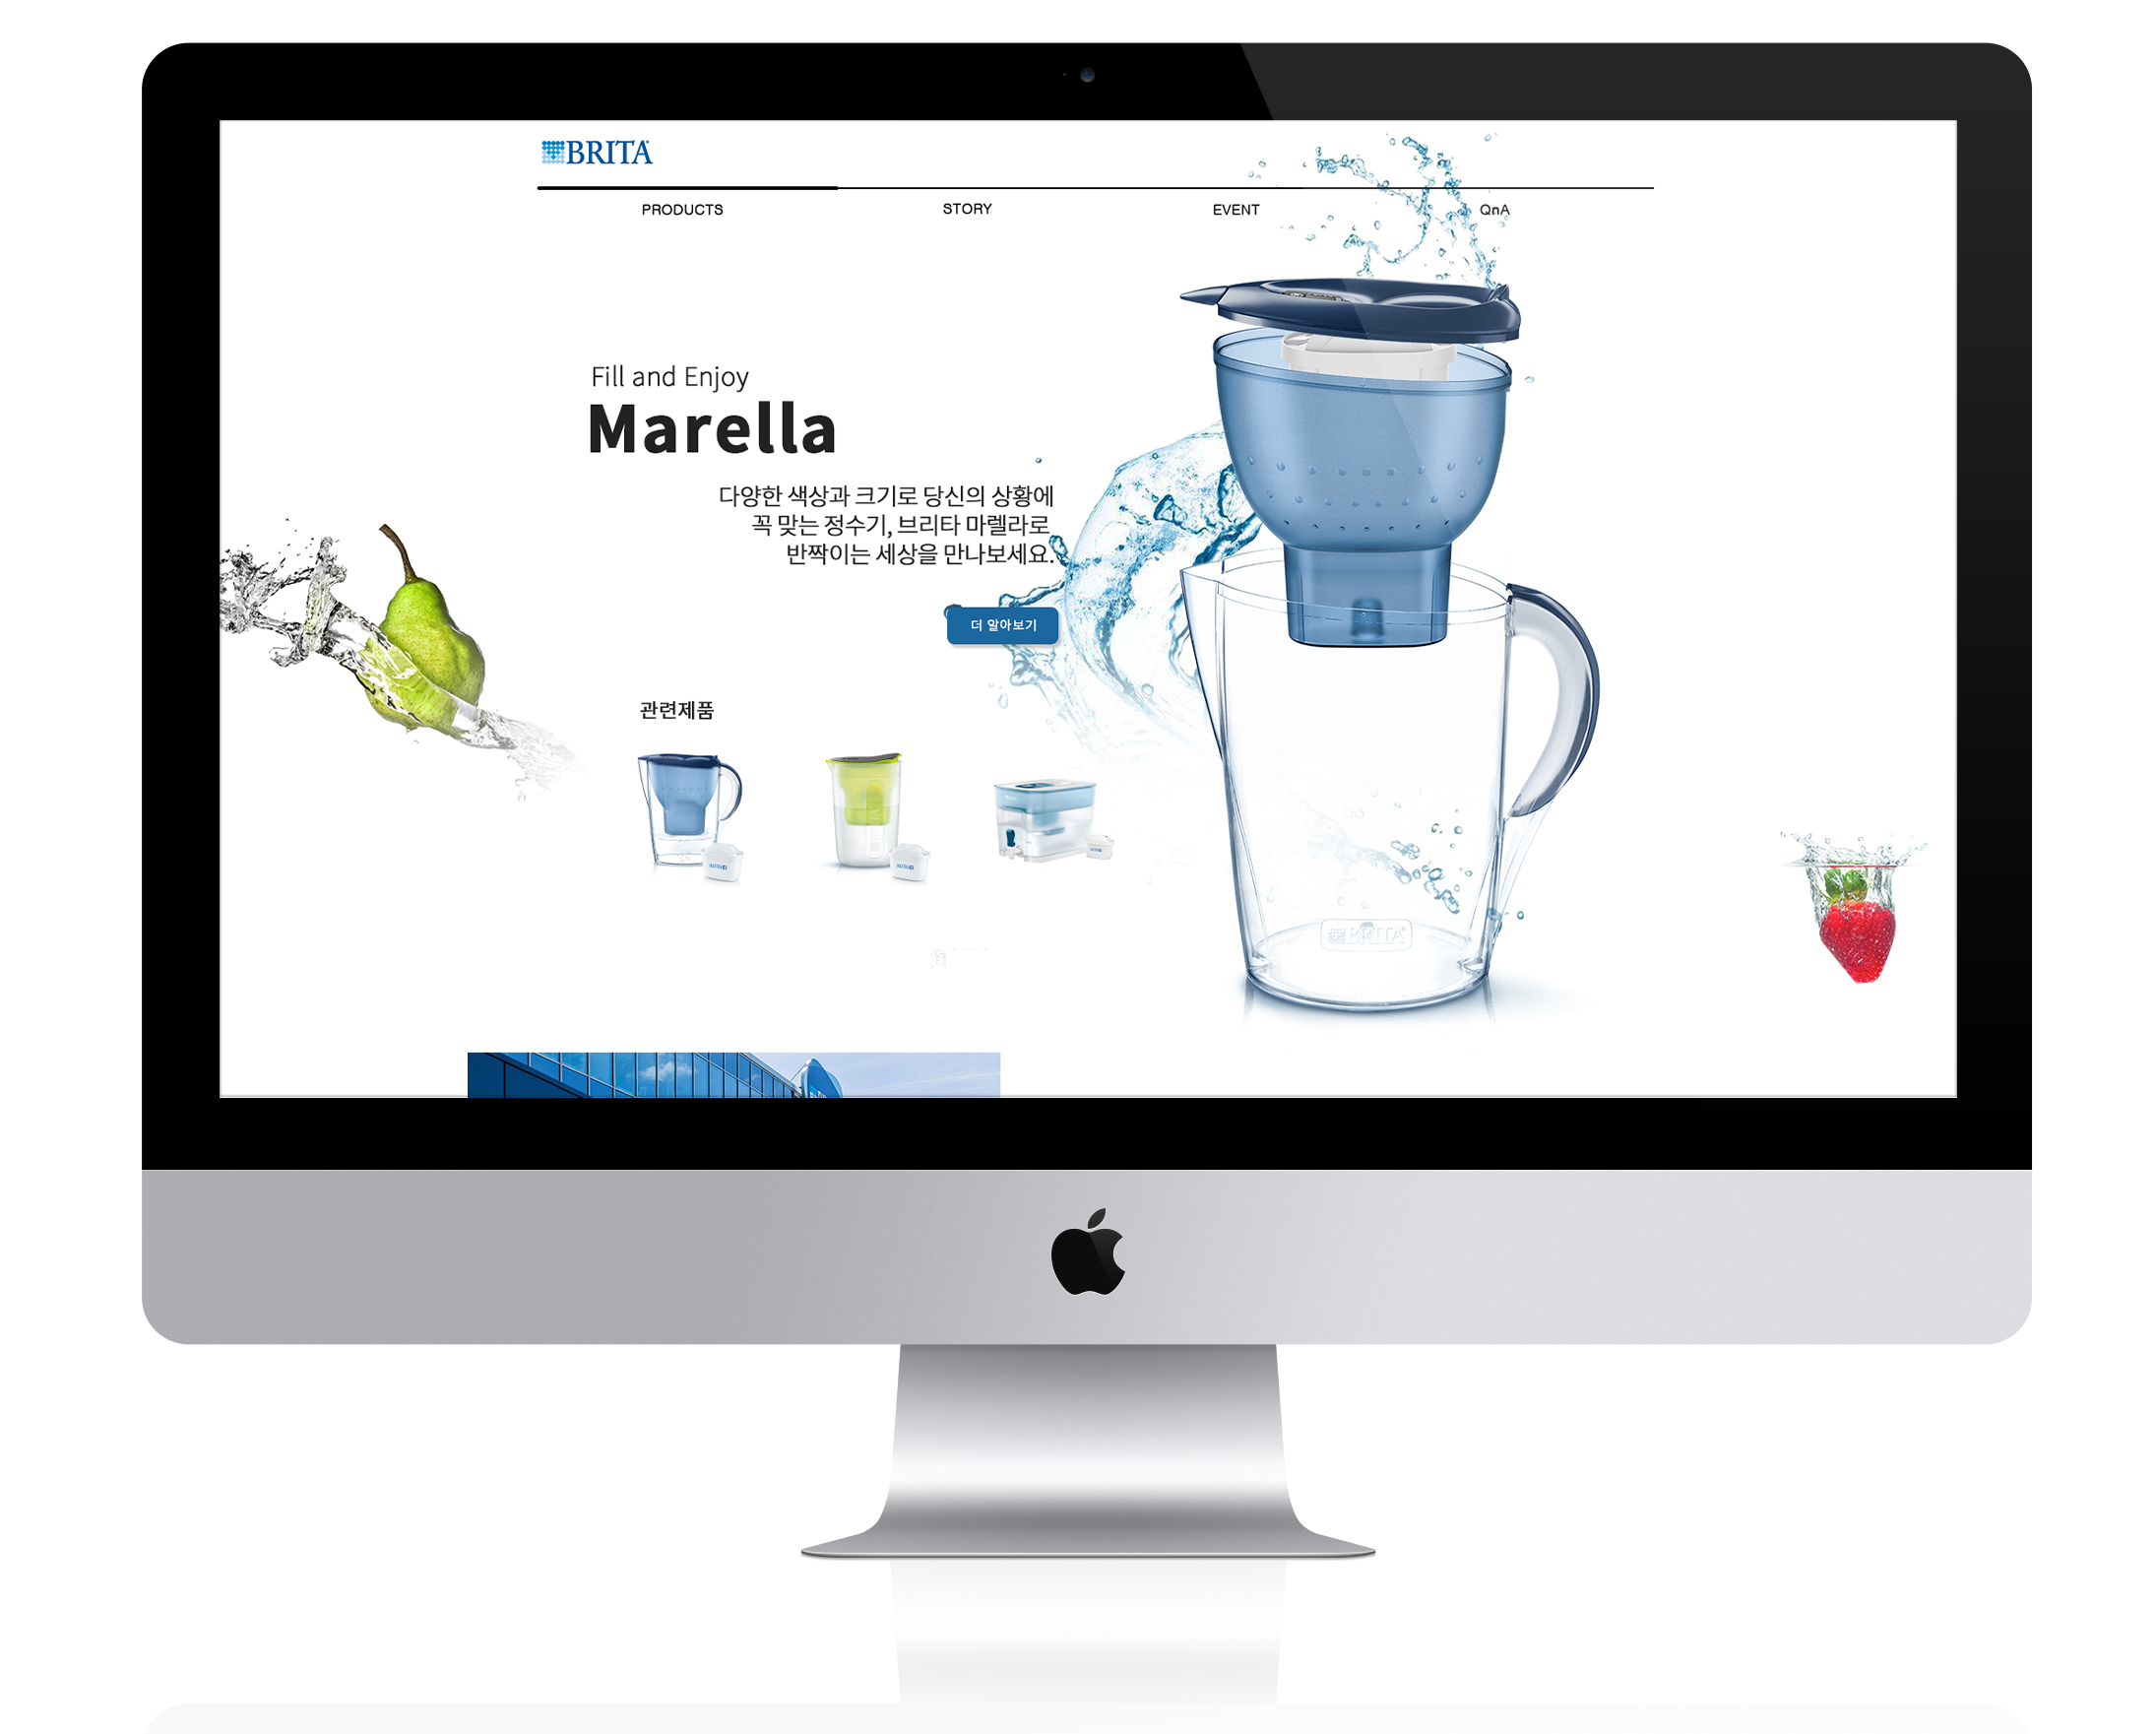 BRITA
PRODUCTS
STORY
EVENT
QnA
Fill and Enjoy
Marella
다양한 색상과 크기로 당신의 상황에
꼭 맞는 정수기, 브리타 마렐라로
반짝이는 세상을 만나보세요.
더 알아보기
관련제품
BRITA